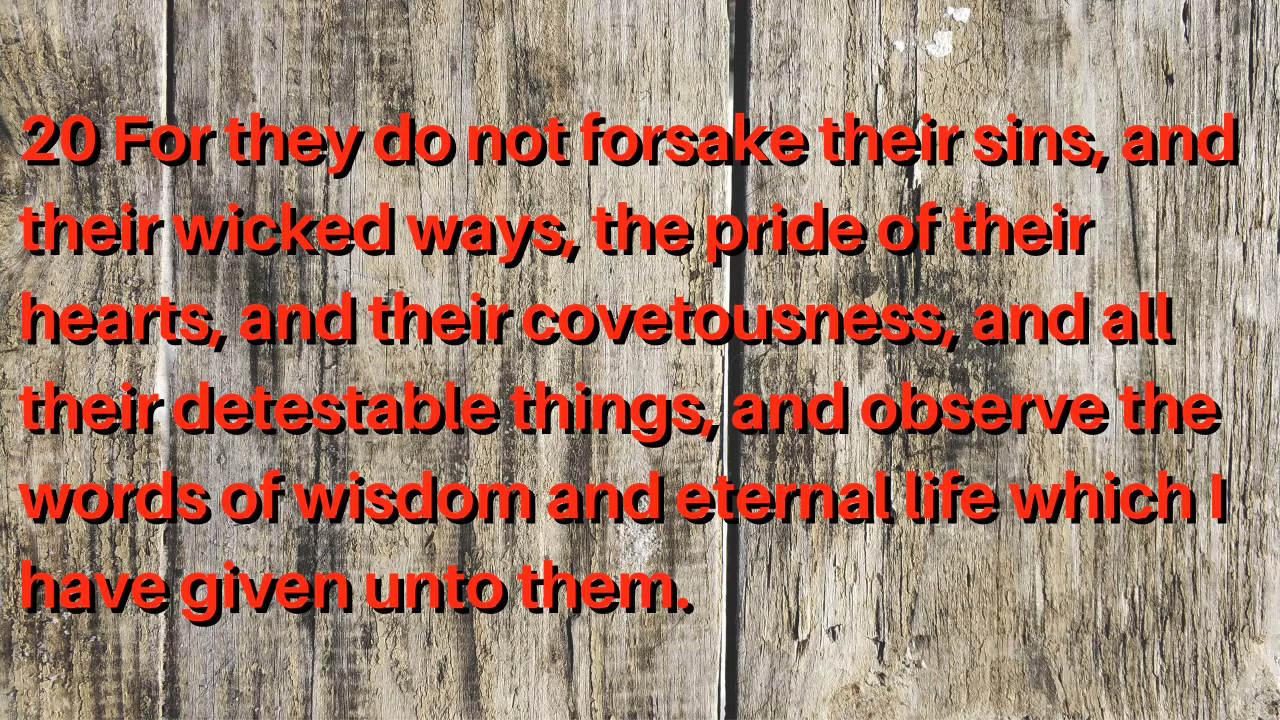 20 For they do not forsake their sins, and
their wicked ways, the pride of their
hearts, and their covetousness, and all
their detestable things, and observe the
words of wisdom and eternal life which I
have given unto them.